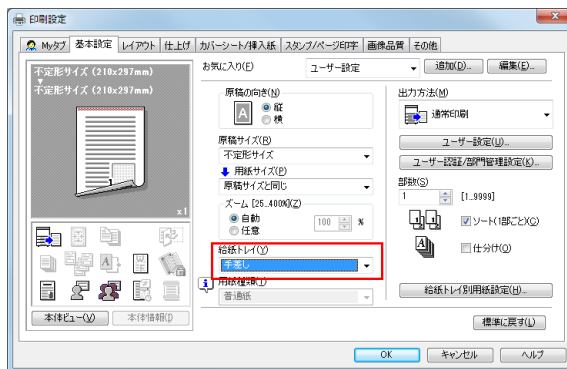 印刷設定
Myタブ 基本設定 レイアウト 仕上げ カバーシート/挿入紙 スタンプ/ページ印字 画像品質 その他
不定形サイズ (210x297mm)
不定形サイズ (210x297mm)
x1
本体ビュー(V) 本体情報(J)
お気に入り(F) ユーザー設定 追加(D)... 編集(E)...
原稿の向き(N)
縦
横
原稿サイズ(R)
不定形サイズ
用紙サイズ(P)
原稿サイズと同じ
ズーム [25..400%](Z)
自動 100 %
任意
給紙トレイ(Y)
手差し
用紙種類(T)
普通紙
出力方法(M)
通常印刷
ユーザー設定(U)...
ユーザー認証/部門管理設定(K)...
部数(S)
1 [1..9999]
ソート(1部ごと)(C)
仕分け(O)
給紙トレイ別用紙設定(H)...
標準に戻す(L)
OK キャンセル ヘルプ